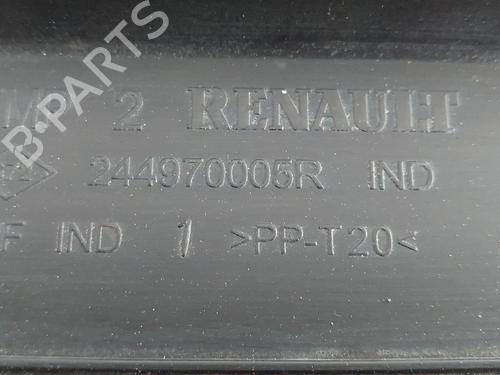 B-PARTS
M 2 RENAULT
244970005R IND
F IND 1 >PP-T20<